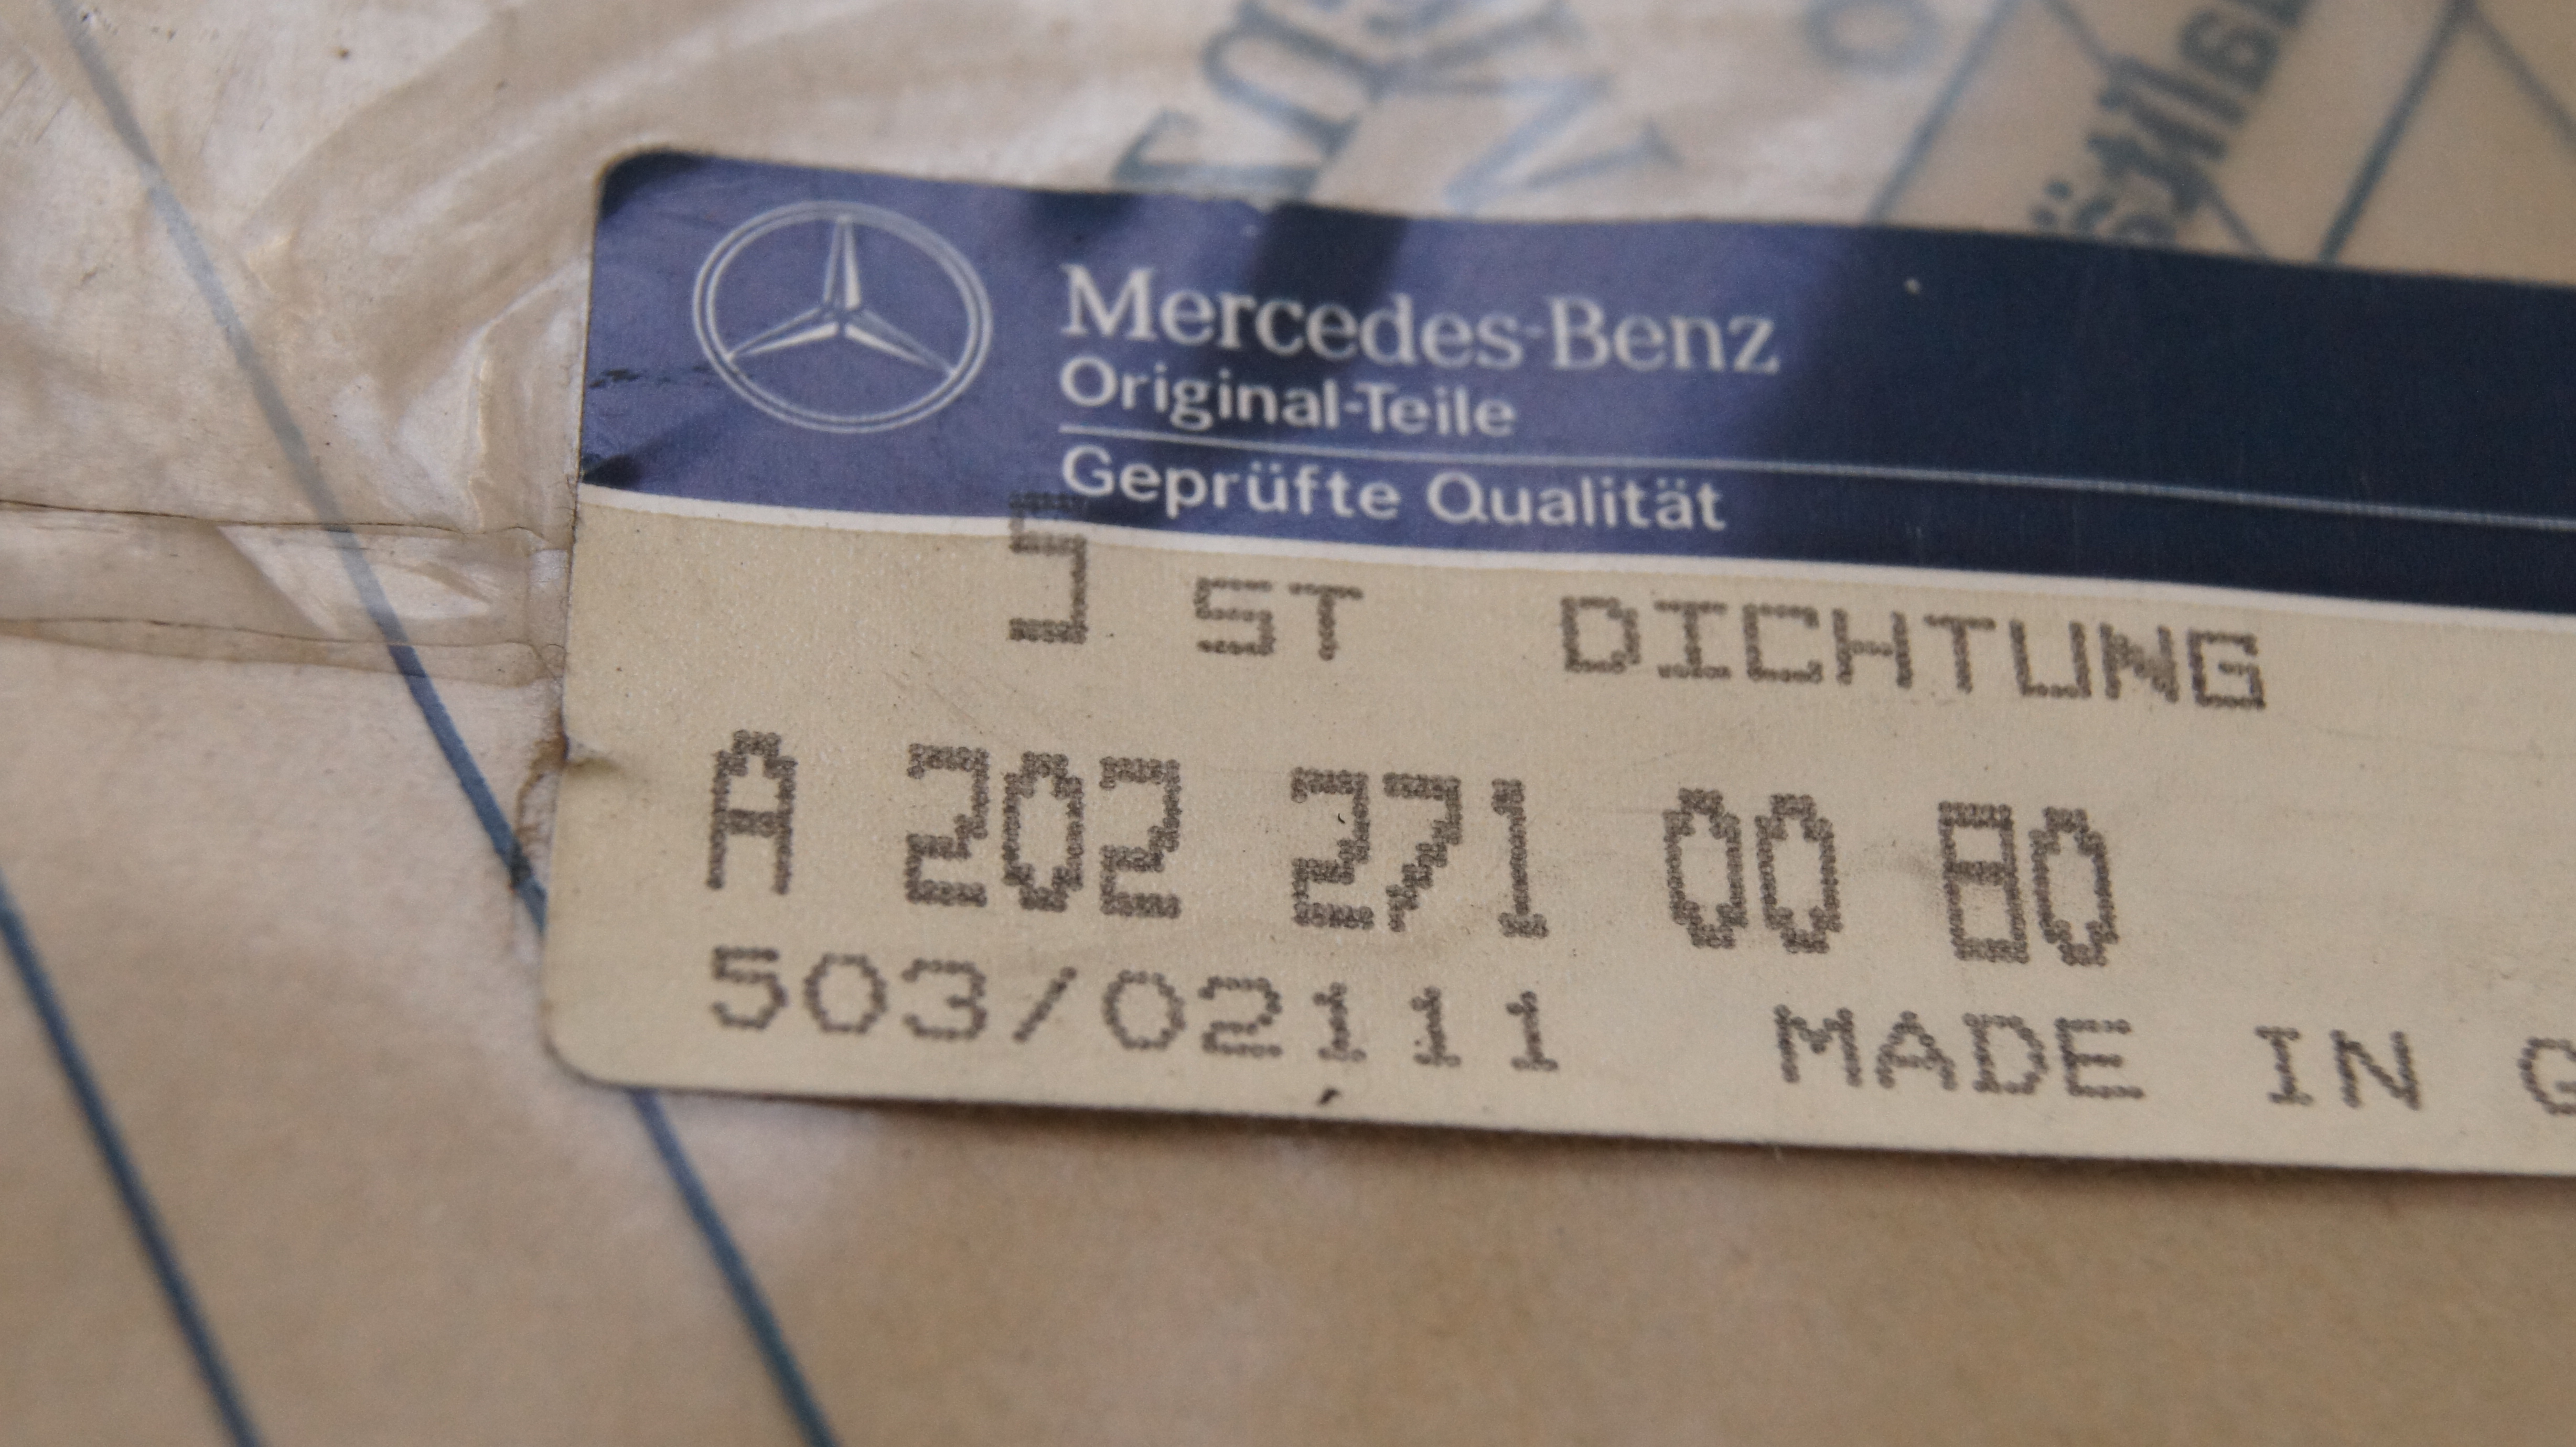 Mercedes-Benz
Original-Teile
Geprüfte Qualität
5 ST DICHTUNG
A 202 271 00 80
503/02111 MADE IN G